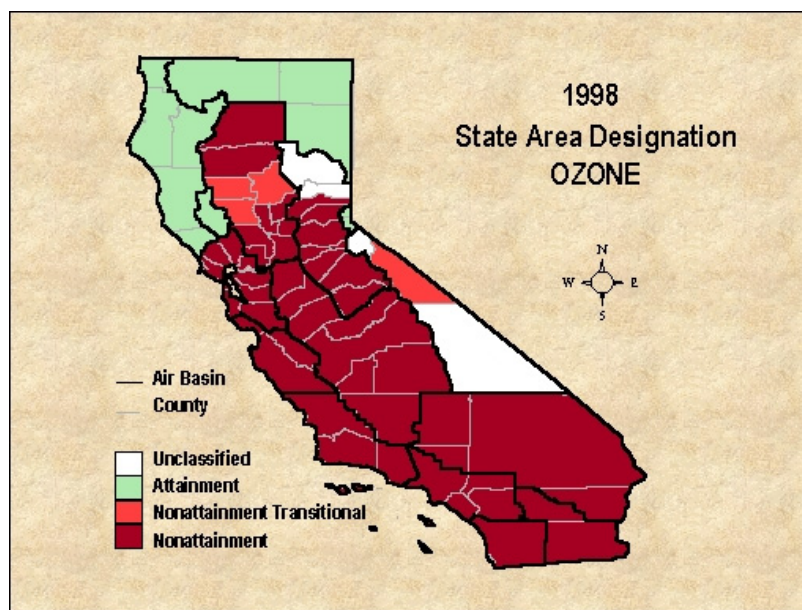 1998
State Area Designation
OZONE
N
W E
S
Air Basin
County
Unclassified
Attainment
Nonattainment Transitional
Nonattainment